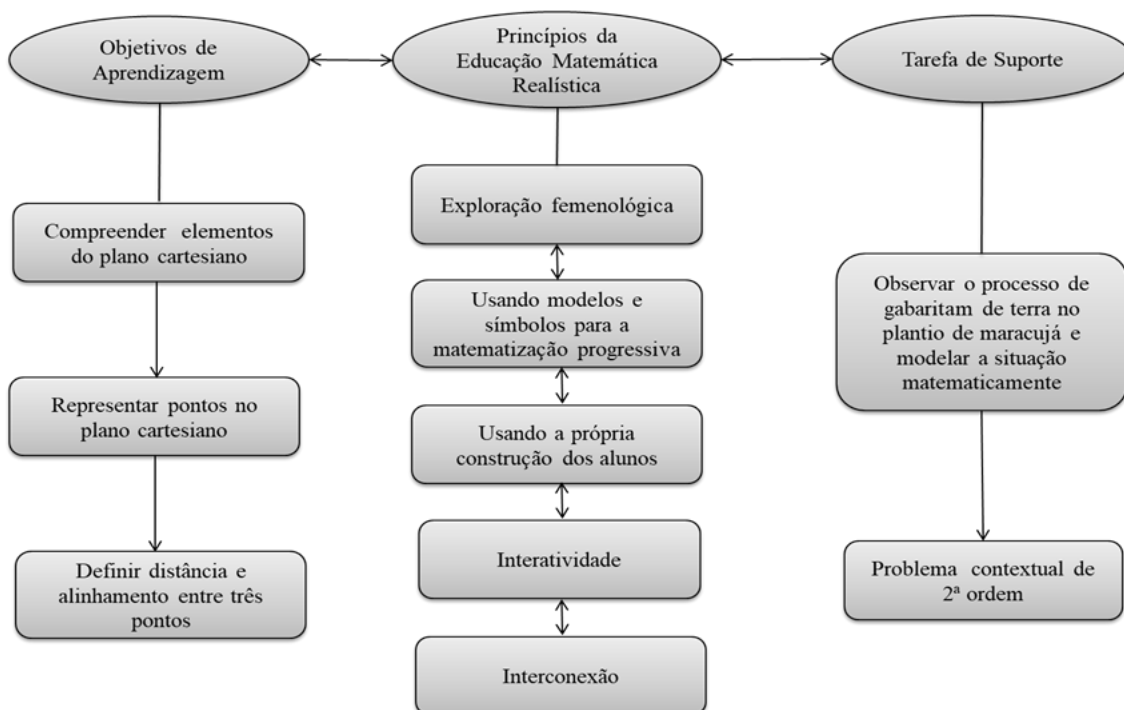 Objetivos de
Aprendizagem
Princípios da
Educação Matemática
Realística
Tarefa de Suporte
Compreender elementos
do plano cartesiano
Representar pontos no
plano cartesiano
Definir distância e
alinhamento entre três
pontos
Exploração femenológica
Usando modelos e
símbolos para a
matematização progressiva
Usando a própria
construção dos alunos
Interatividade
Interconexão
Observar o processo de
gabaritam de terra no
plantio de maracujá e
modelar a situação
matematicamente
Problema contextual de
2ª ordem